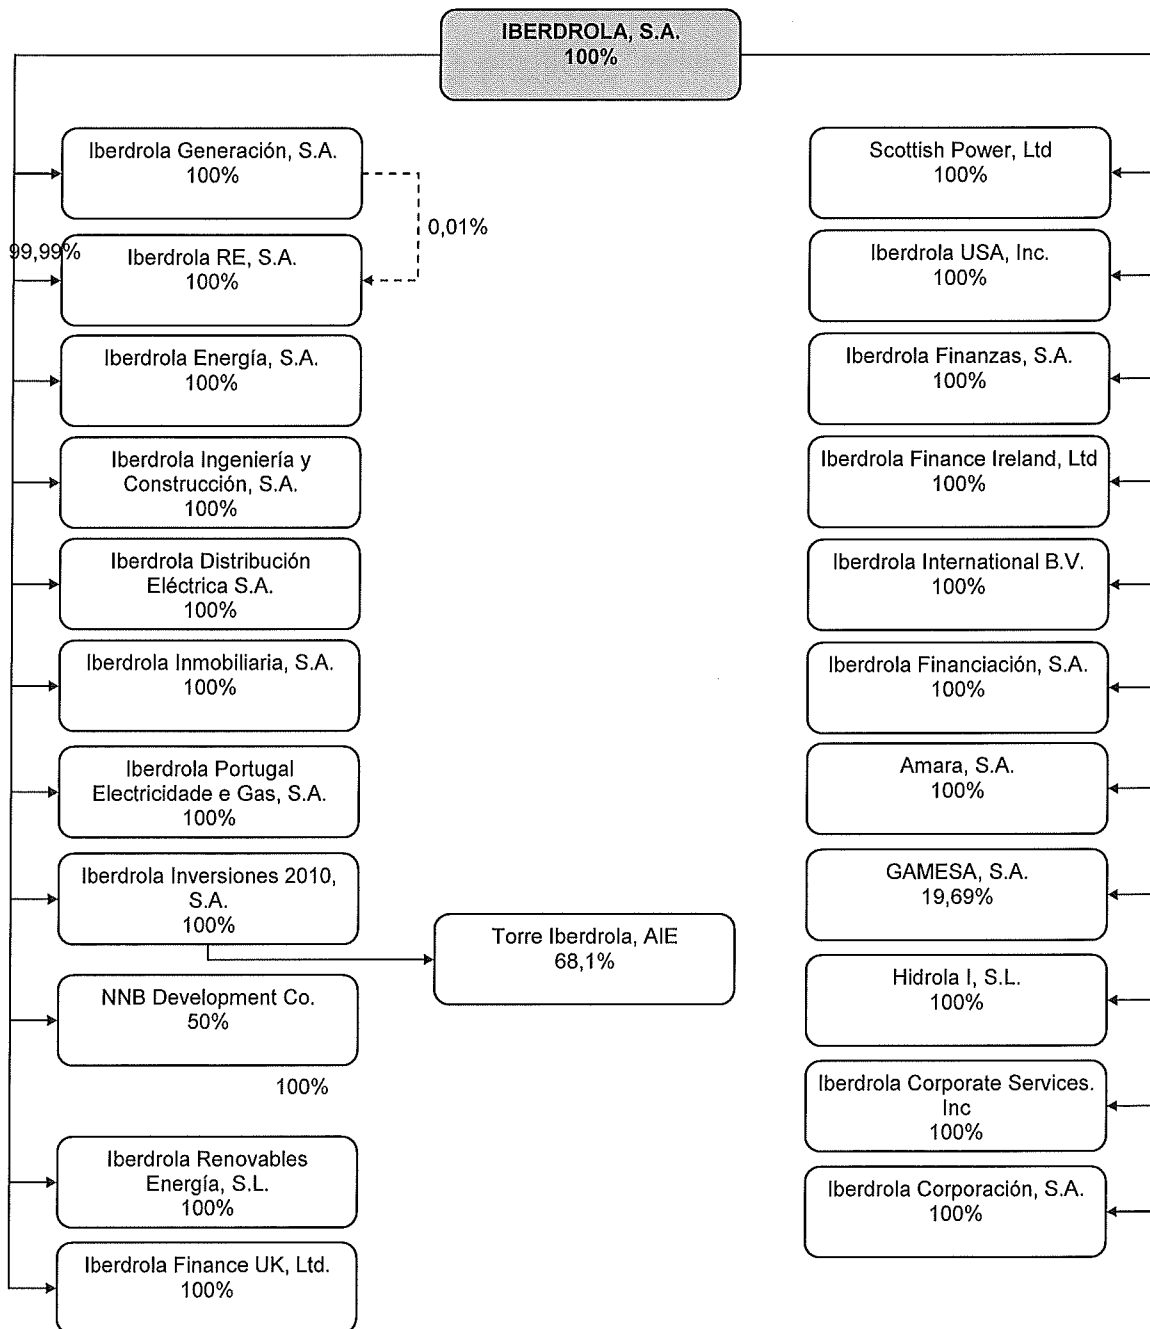 IBERDROLA, S.A.
100%
Iberdrola Generación, S.A.
100%
0,01%
99,99%
Iberdrola RE, S.A.
100%
Iberdrola Energía, S.A.
100%
Iberdrola Ingeniería y
Construcción, S.A.
100%
Iberdrola Distribución
Eléctrica S.A.
100%
Iberdrola Inmobiliaria, S.A.
100%
Iberdrola Portugal
Electricidade e Gas, S.A.
100%
Iberdrola Inversiones 2010,
S.A.
100%
Torre Iberdrola, AIE
68,1%
NNB Development Co.
50%
100%
Iberdrola Renovables
Energía, S.L.
100%
Iberdrola Finance UK, Ltd.
100%
Scottish Power, Ltd
100%
Iberdrola USA, Inc.
100%
Iberdrola Finanzas, S.A.
100%
Iberdrola Finance Ireland, Ltd
100%
Iberdrola International B.V.
100%
Iberdrola Financiación, S.A.
100%
Amara, S.A.
100%
GAMESA, S.A.
19,69%
Hidrola I, S.L.
100%
Iberdrola Corporate Services.
Inc
100%
Iberdrola Corporación, S.A.
100%